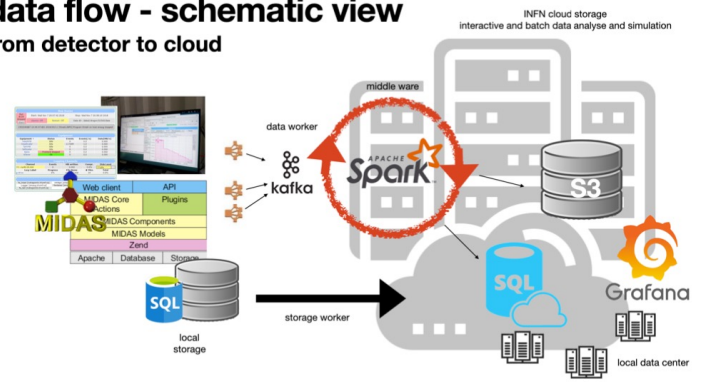 data flow - schematic view
rom detector to cloud
INFN cloud storage
interactive and batch data analyse and simulation
middle ware
data worker
kafka
APACHE
Spark
S3
Web client
API
MIDAS Core
Actions
Plugins
MIDAS
MIDAS Components
MIDAS Models
Zend
Apache
Database
Storage
SQL
local
storage
storage worker
SQL
Grafana
local data center